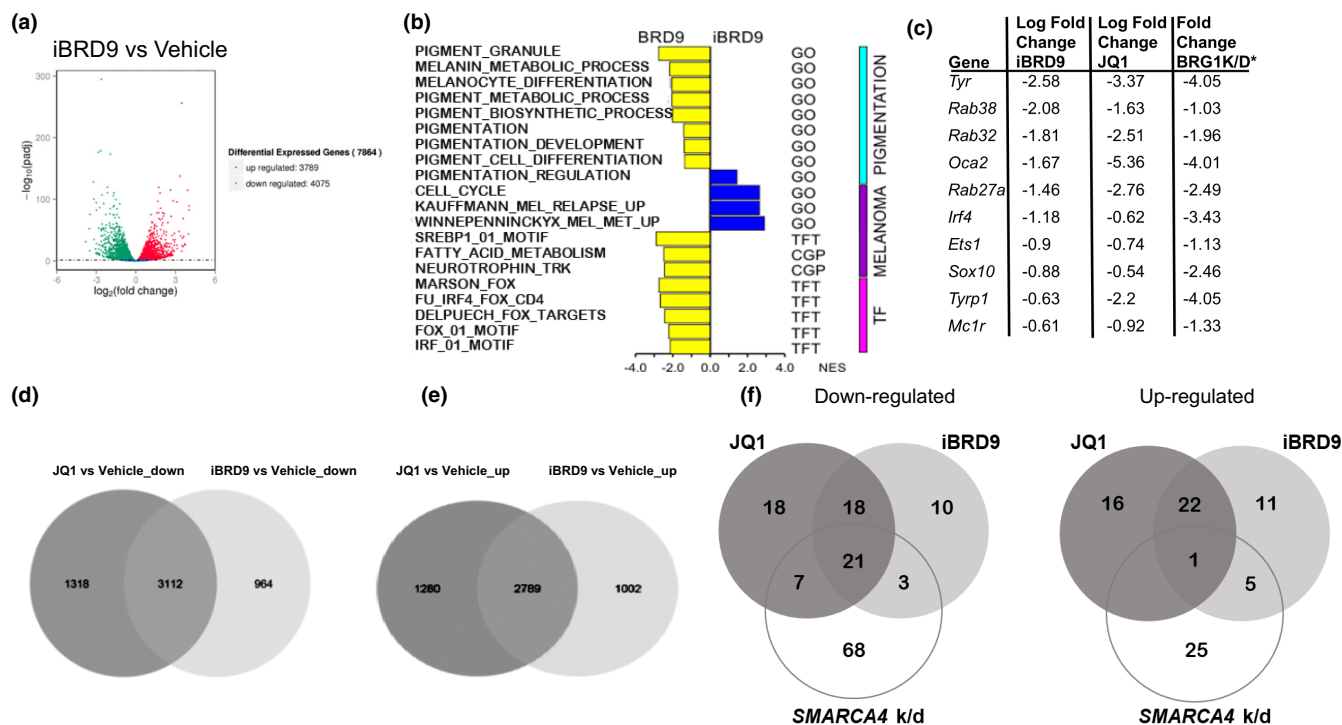 (a)
iBRD9 vs Vehicle
300
200
100
0
-log10(padj)
-6
-3
0
3
6
log2(fold change)
Differential Expressed Genes ( 7864 )
up regulated: 3789
down regulated: 4075
(b)
BRD9 iBRD9
PIGMENT_GRANULE GO
MELANIN_METABOLIC_PROCESS GO
MELANOCYTE_DIFFERENTIATION GO
PIGMENT_METABOLIC_PROCESS GO
PIGMENT_BIOSYNTHETIC_PROCESS GO
PIGMENTATION GO
PIGMENTATION_DEVELOPMENT GO
PIGMENT_CELL_DIFFERENTIATION GO
PIGMENTATION_REGULATION GO
CELL_CYCLE GO
KAUFFMANN_MEL_RELAPSE_UP GO
WINNEPENNINCKYX_MEL_MET_UP GO
SREBP1_01_MOTIF TFT
FATTY_ACID_METABOLISM CGP
NEUROTROPHIN_TRK CGP
MARSON_FOX TFT
FU_IRF4_FOX_CD4 TFT
DELPUECH_FOX_TARGETS TFT
FOX_01_MOTIF TFT
IRF_01_MOTIF TFT
-4.0 -2.0 0.0 2.0 4.0 NES
PIGMENTATION
MELANOMA
TF
(c)
Gene Log Fold Change iBRD9 Log Fold Change JQ1 Fold Change BRG1K/D*
Tyr -2.58 -3.37 -4.05
Rab38 -2.08 -1.63 -1.03
Rab32 -1.81 -2.51 -1.96
Oca2 -1.67 -5.36 -4.01
Rab27a -1.46 -2.76 -2.49
Irf4 -1.18 -0.62 -3.43
Ets1 -0.9 -0.74 -1.13
Sox10 -0.88 -0.54 -2.46
Tyrp1 -0.63 -2.2 -4.05
Mc1r -0.61 -0.92 -1.33
(d)
JQ1 vs Vehicle_down iBRD9 vs Vehicle_down
1318 3112 964
(e)
JQ1 vs Vehicle_up iBRD9 vs Vehicle_up
1280 2789 1002
(f)
Down-regulated
JQ1
iBRD9
18 18 10
21
7 3
68
SMARCA4 k/d
Up-regulated
JQ1
iBRD9
16 22 11
1
5
25
SMARCA4 k/d